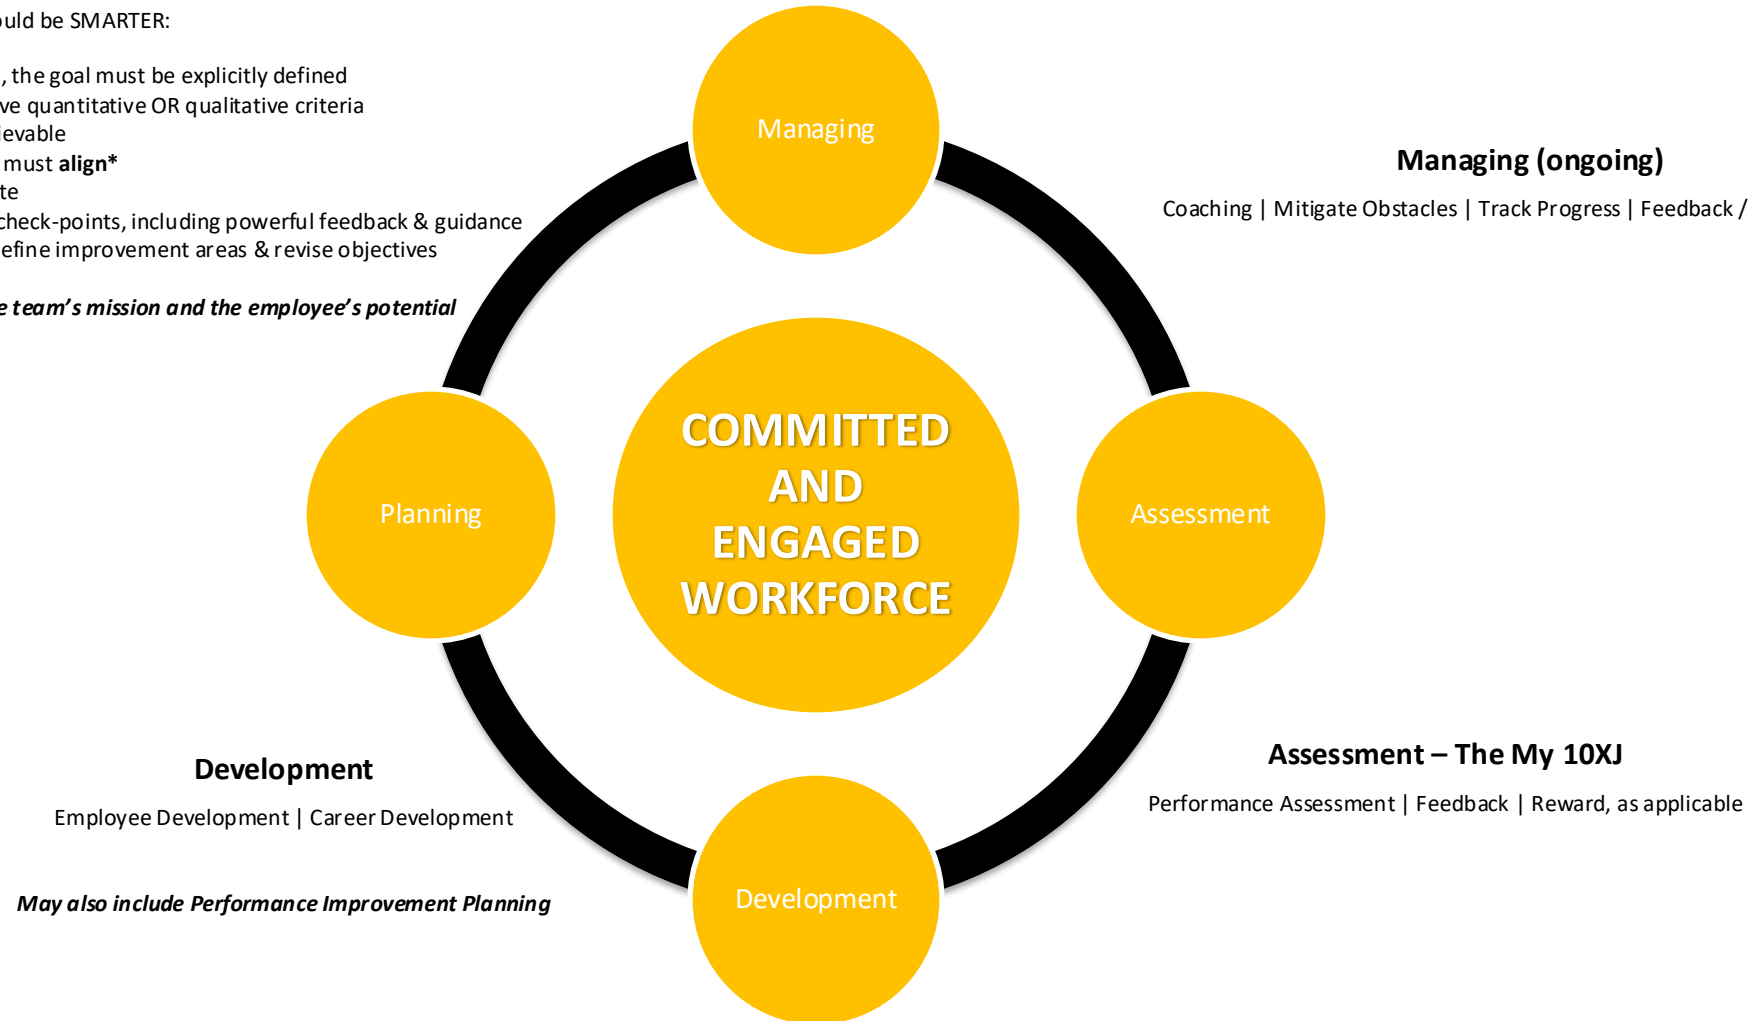 ould be SMARTER:
, the goal must be explicitly defined
ve quantitative OR qualitative criteria
ievable
must align*
te
check-points, including powerful feedback & guidance
efine improvement areas & revise objectives
e team's mission and the employee's potential
Managing
Managing (ongoing)
Coaching | Mitigate Obstacles | Track Progress | Feedback /
Planning
COMMITTED
AND
ENGAGED
WORKFORCE
Assessment
Assessment – The My 10XJ
Performance Assessment | Feedback | Reward, as applicable
Development
Employee Development | Career Development
May also include Performance Improvement Planning
Development